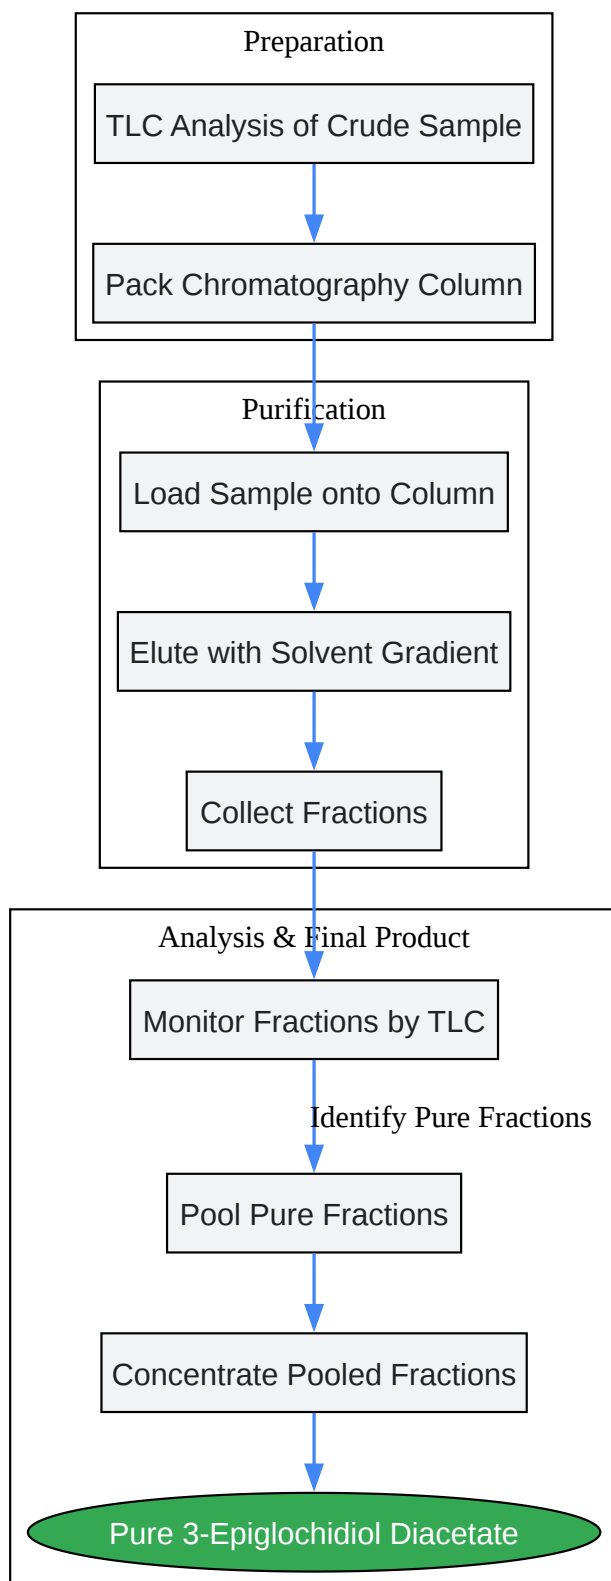 Preparation
TLC Analysis of Crude Sample
Pack Chromatography Column
Purification
Load Sample onto Column
Elute with Solvent Gradient
Collect Fractions
Analysis & Final Product
Monitor Fractions by TLC
Identify Pure Fractions
Pool Pure Fractions
Concentrate Pooled Fractions
Pure 3-Epiglochidiol Diacetate